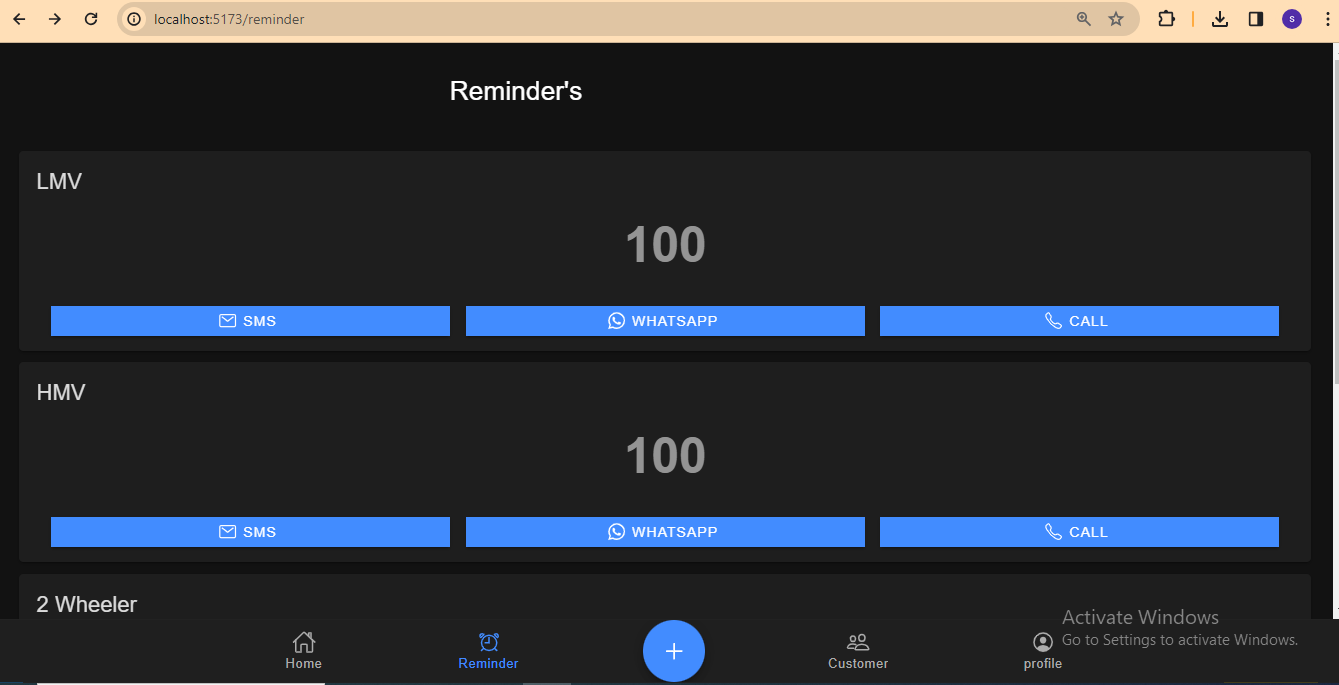 localhost:5173/reminder
S
Reminder's
LMV
100
SMS
WHATSAPP
CALL
HMV
100
SMS
WHATSAPP
CALL
2 Wheeler
Activate Windows
Go to Settings to activate Windows.
Home
Reminder
+
Customer
profile